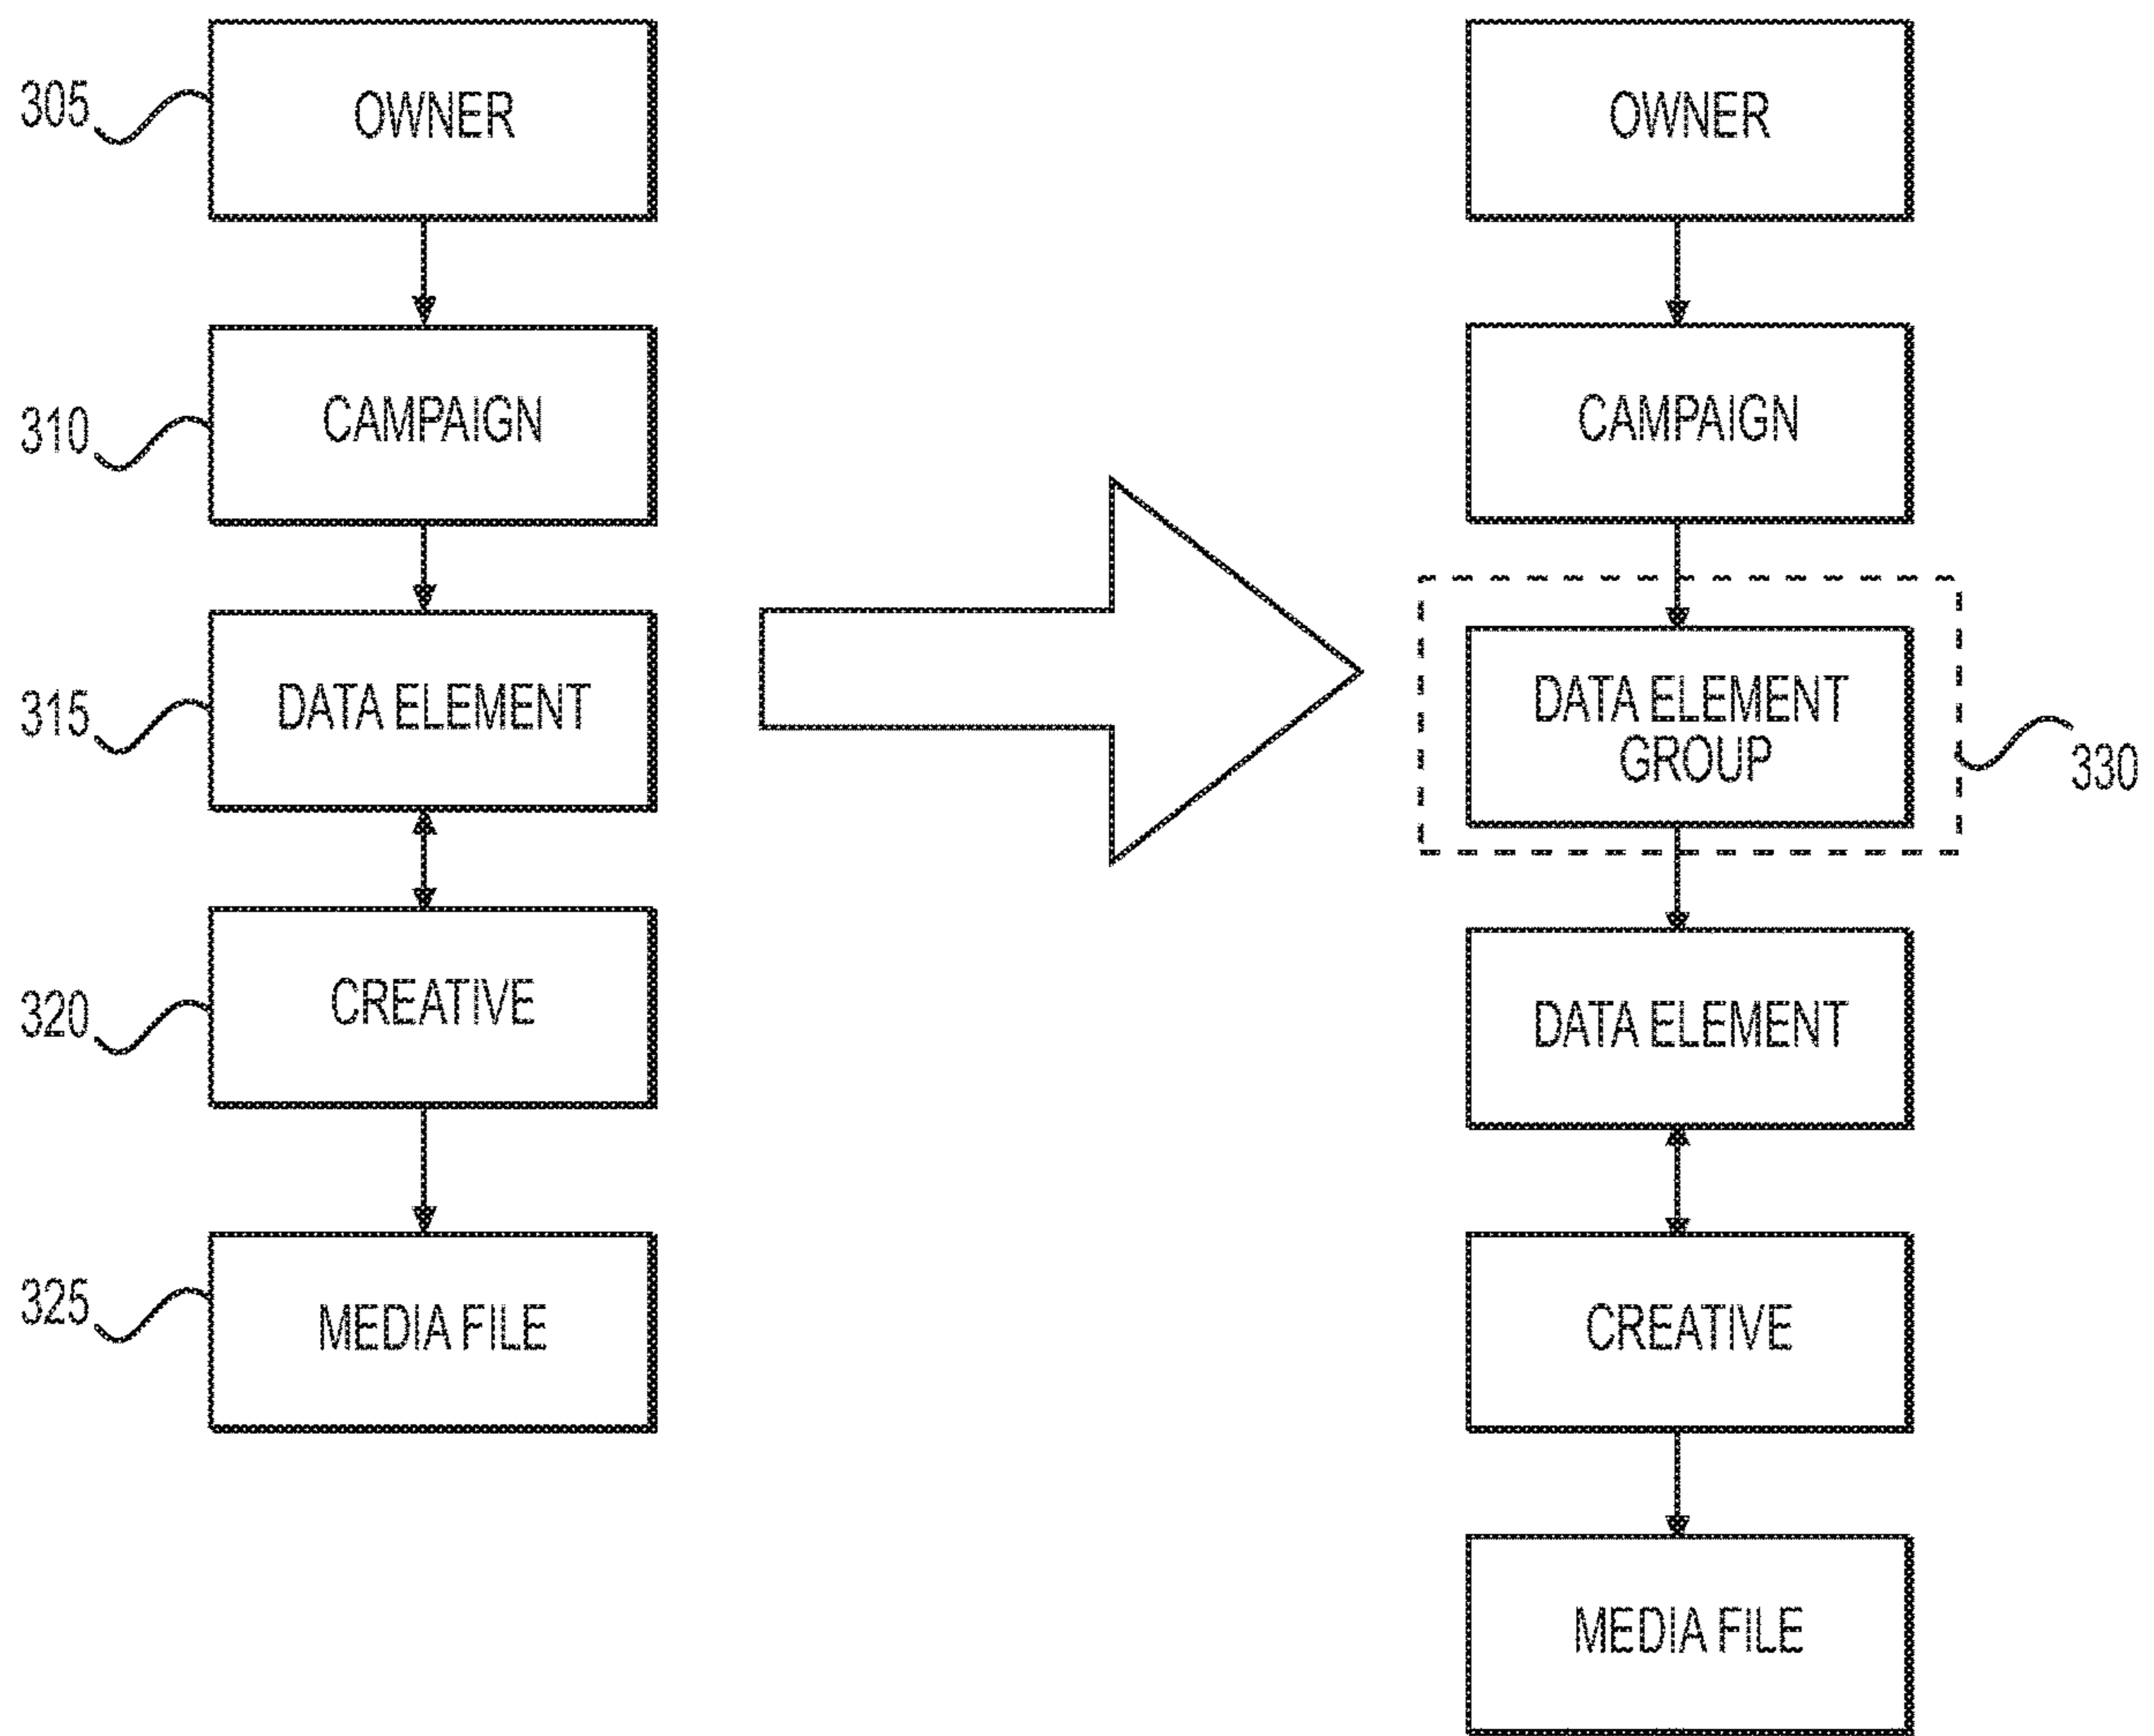 305
OWNER
310
CAMPAIGN
315
DATA ELEMENT
320
CREATIVE
325
MEDIA FILE
OWNER
CAMPAIGN
DATA ELEMENT
GROUP
330
DATA ELEMENT
CREATIVE
MEDIA FILE